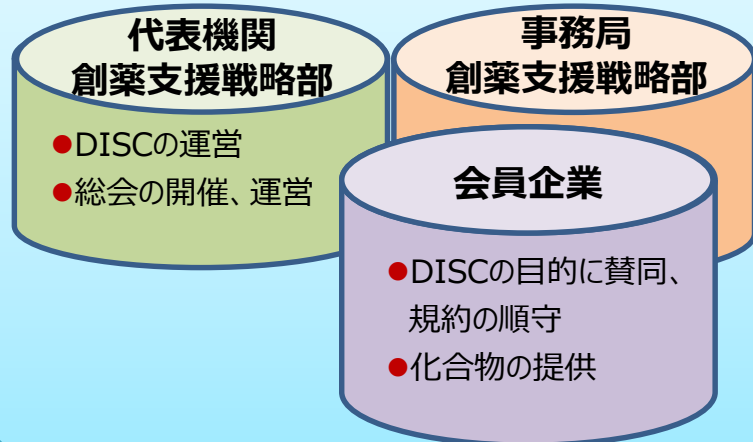 代表機関
創薬支援戦略部
●DISCの運営
●総会の開催、運営
事務局
創薬支援戦略部
会員企業
●DISCの目的に賛同、
規約の順守
●化合物の提供